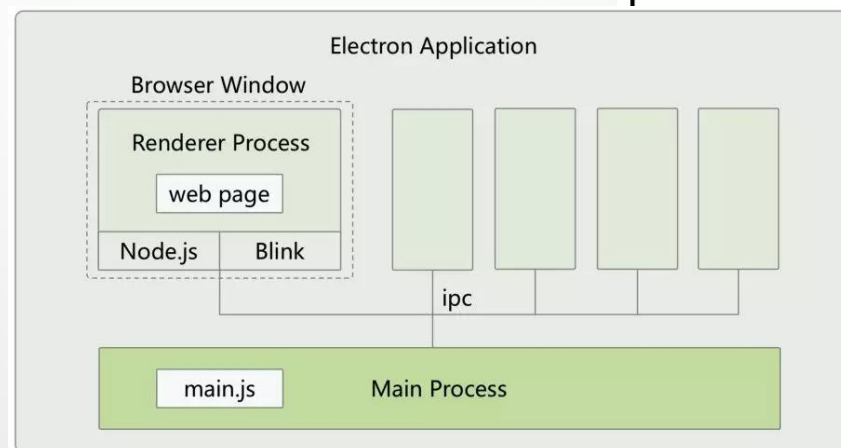 Electron Application
Browser Window
Renderer Process
web page
Node.js
Blink
ipc
main.js
Main Process